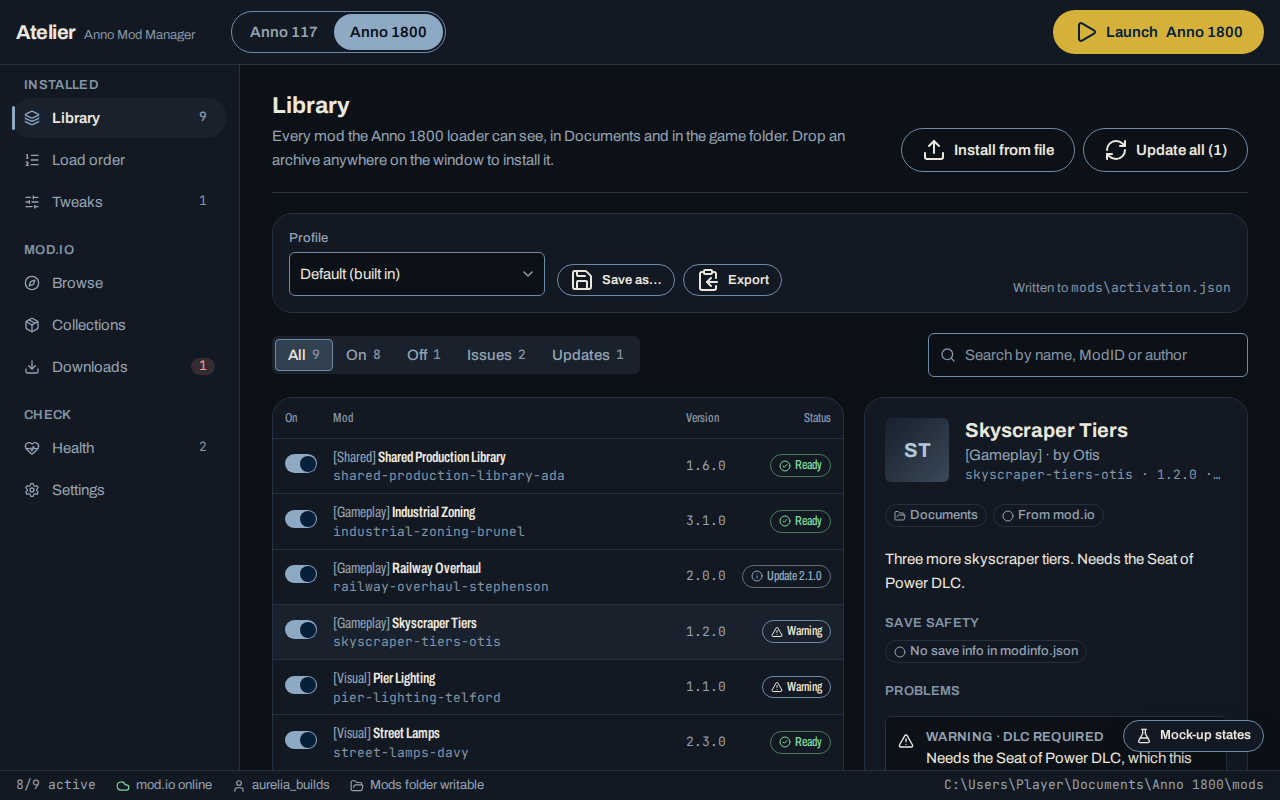 Atelier Anno Mod Manager
Anno 117
Anno 1800
Launch Anno 1800
INSTALLED
Library 9
Load order
Tweaks 1
MOD.IO
Browse
Collections
Downloads 1
CHECK
Health 2
Settings
Library
Every mod the Anno 1800 loader can see, in Documents and in the game folder. Drop an
archive anywhere on the window to install it.
Install from file
Update all (1)
Profile
Default (built in)
Save as…
Export
Written to mods\activation.json
All 9
On 8
Off 1
Issues 2
Updates 1
Search by name, ModID or author
On Mod Version Status
[Shared] Shared Production Library
shared-production-library-ada
1.6.0
Ready
[Gameplay] Industrial Zoning
industrial-zoning-brunel
3.1.0
Ready
[Gameplay] Railway Overhaul
railway-overhaul-stephenson
2.0.0
Update 2.1.0
[Gameplay] Skyscraper Tiers
skyscraper-tiers-otis
1.2.0
Warning
[Visual] Pier Lighting
pier-lighting-telford
1.1.0
Warning
[Visual] Street Lamps
street-lamps-davy
2.3.0
Ready
ST
Skyscraper Tiers
[Gameplay] · by Otis
skyscraper-tiers-otis · 1.2.0 ·…
Documents
From mod.io
Three more skyscraper tiers. Needs the Seat of
Power DLC.
SAVE SAFETY
No save info in modinfo.json
PROBLEMS
WARNING · DLC REQUIRED
Needs the Seat of Power DLC, which this
Mock-up states
8/9 active
mod.io online
aurelia_builds
Mods folder writable
C:\Users\Player\Documents\Anno 1800\mods